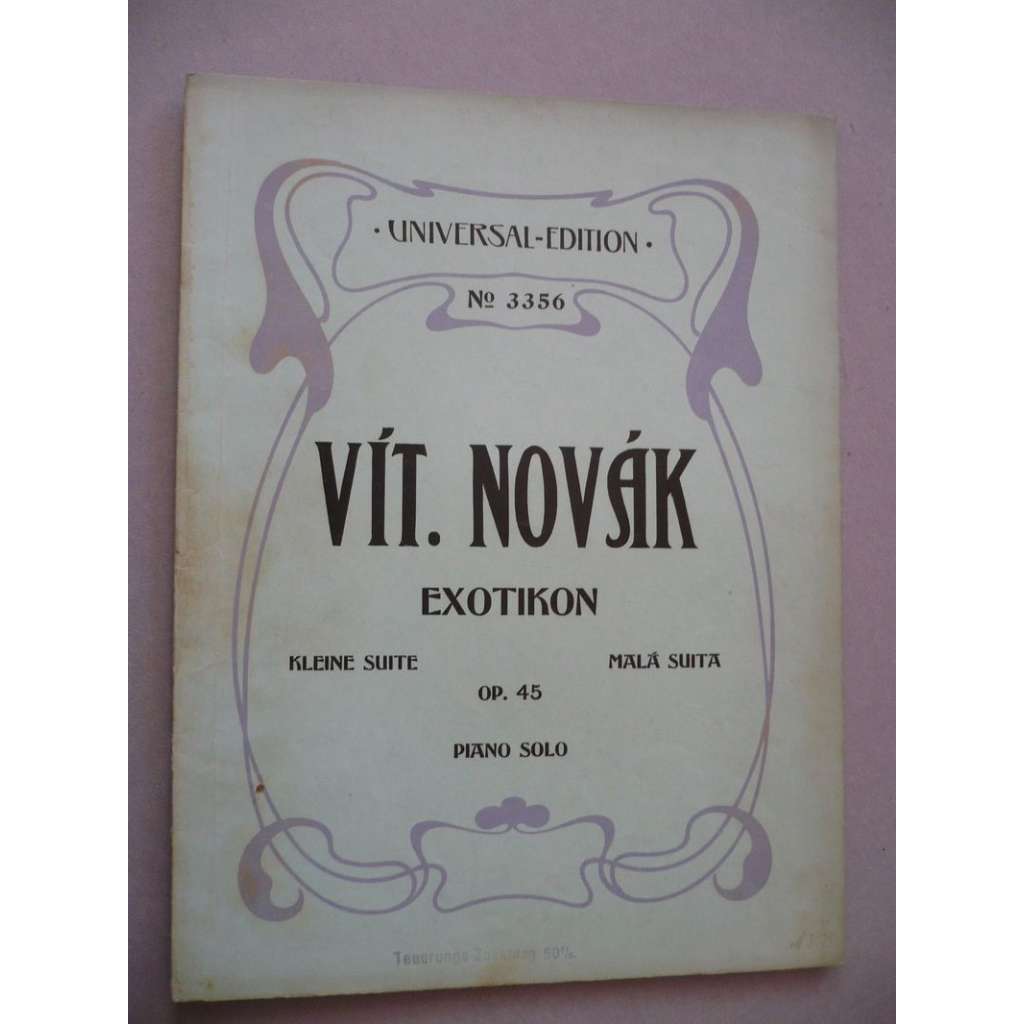 · UNIVERSAL-EDITION ·
Nº 3356
VÍT. NOVÁK
EXOTIKON
KLEINE SUITE MALÁ SUITA
OP. 45
PIANO SOLO
Teuerungs-Zuschlag 50%.